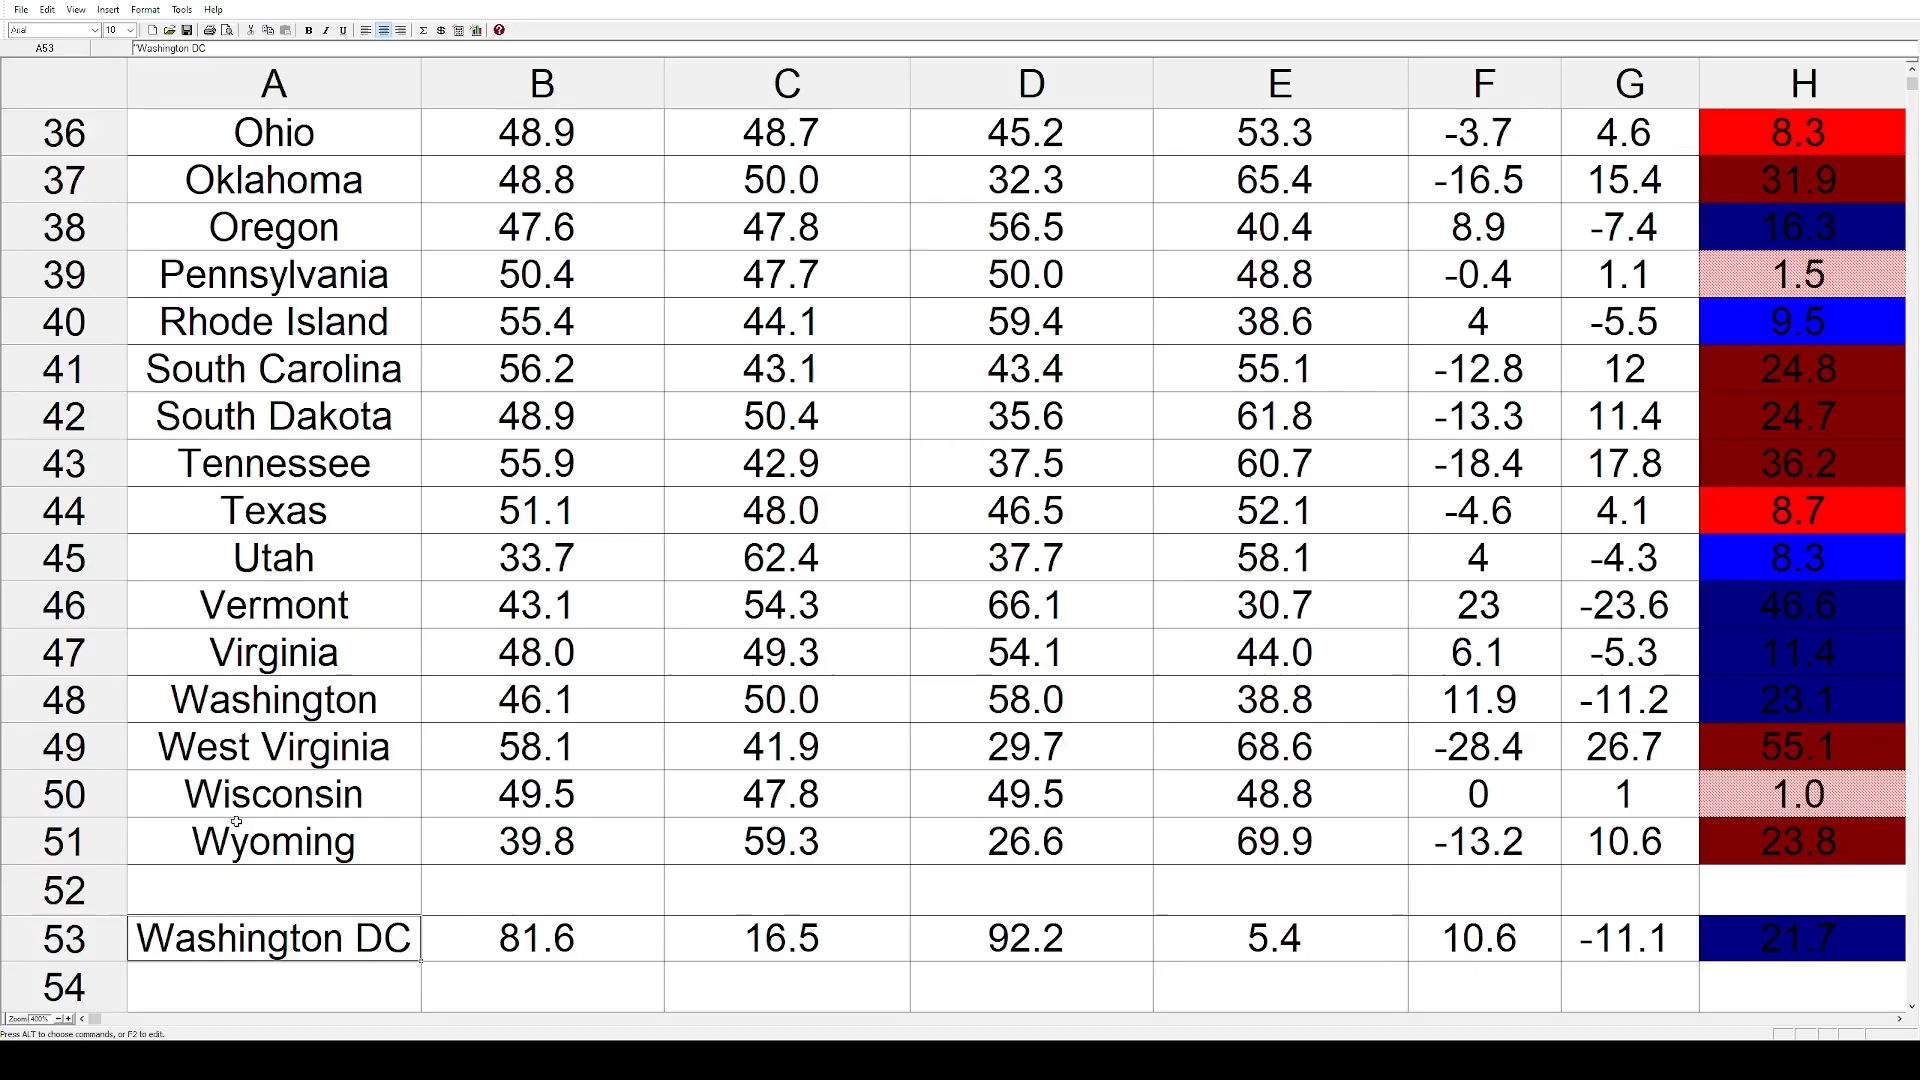 File Edit View Insert Format Tools Help
Arial 10 B I U Σ $ ?
A53 "Washington DC
A B C D E F G H
36 Ohio 48.9 48.7 45.2 53.3 -3.7 4.6 8.3
37 Oklahoma 48.8 50.0 32.3 65.4 -16.5 15.4 31.9
38 Oregon 47.6 47.8 56.5 40.4 8.9 -7.4 16.3
39 Pennsylvania 50.4 47.7 50.0 48.8 -0.4 1.1 1.5
40 Rhode Island 55.4 44.1 59.4 38.6 4 -5.5 9.5
41 South Carolina 56.2 43.1 43.4 55.1 -12.8 12 24.8
42 South Dakota 48.9 50.4 35.6 61.8 -13.3 11.4 24.7
43 Tennessee 55.9 42.9 37.5 60.7 -18.4 17.8 36.2
44 Texas 51.1 48.0 46.5 52.1 -4.6 4.1 8.7
45 Utah 33.7 62.4 37.7 58.1 4 -4.3 8.3
46 Vermont 43.1 54.3 66.1 30.7 23 -23.6 46.6
47 Virginia 48.0 49.3 54.1 44.0 6.1 -5.3 11.4
48 Washington 46.1 50.0 58.0 38.8 11.9 -11.2 23.1
49 West Virginia 58.1 41.9 29.7 68.6 -28.4 26.7 55.1
50 Wisconsin 49.5 47.8 49.5 48.8 0 1 1.0
51 Wyoming 39.8 59.3 26.6 69.9 -13.2 10.6 23.8
52
53 Washington DC 81.6 16.5 92.2 5.4 10.6 -11.1 21.7
54
Zoom 400% - +
Press ALT to choose commands, or F2 to edit.